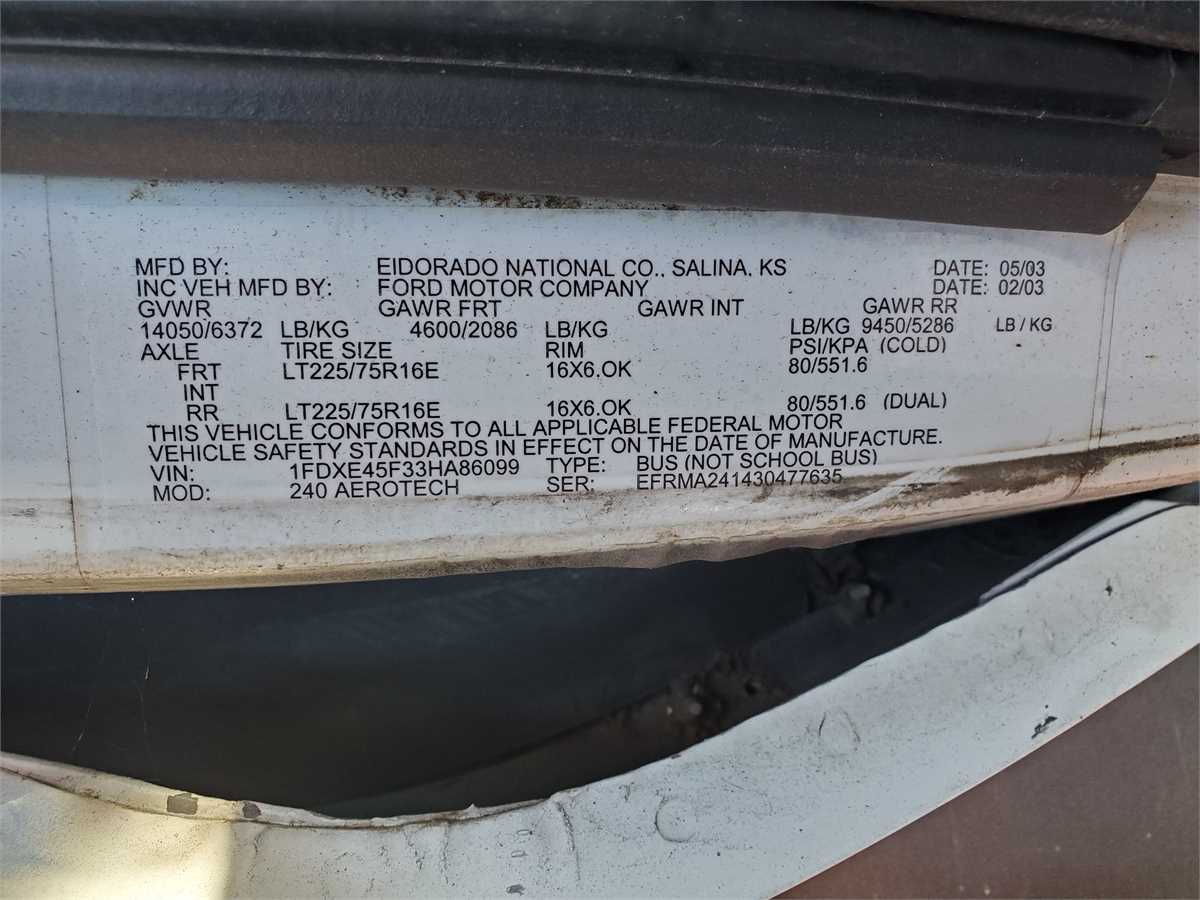 MFD BY: EIDORADO NATIONAL CO., SALINA, KS DATE: 05/03
INC VEH MFD BY: FORD MOTOR COMPANY DATE: 02/03
GVWR GAWR FRT GAWR INT GAWR RR
14050/6372 LB/KG 4600/2086 LB/KG LB/KG 9450/5286 LB / KG
AXLE TIRE SIZE RIM PSI/KPA (COLD)
FRT LT225/75R16E 16X6.OK 80/551.6
INT
RR LT225/75R16E 16X6.OK 80/551.6 (DUAL)
THIS VEHICLE CONFORMS TO ALL APPLICABLE FEDERAL MOTOR
VEHICLE SAFETY STANDARDS IN EFFECT ON THE DATE OF MANUFACTURE.
VIN: 1FDXE45F33HA86099 TYPE: BUS (NOT SCHOOL BUS)
MOD: 240 AEROTECH SER: EFRMA241430477635